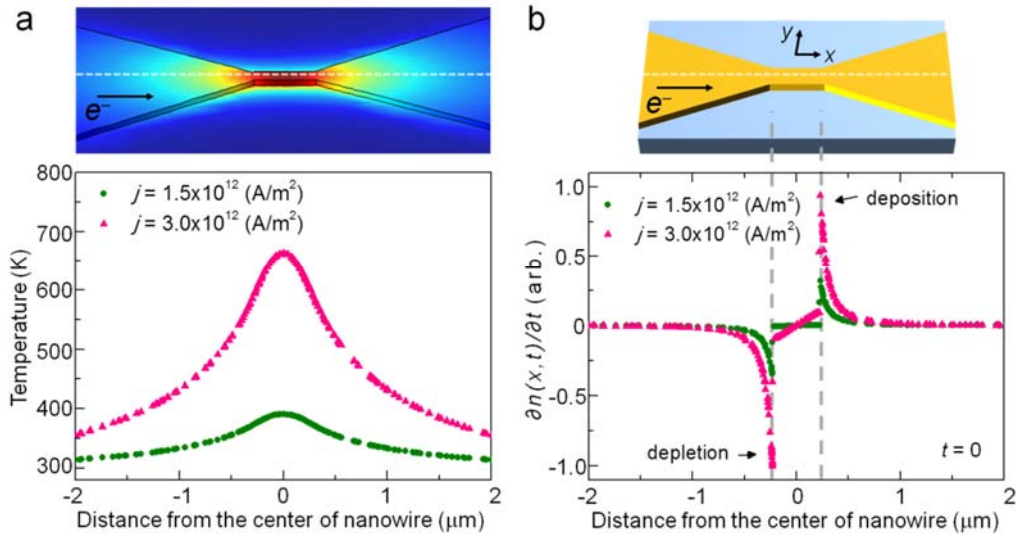 a
e⁻
800
700
600
500
400
300
Temperature (K)
j = 1.5x10¹² (A/m²)
j = 3.0x10¹² (A/m²)
-2
-1
0
1
2
Distance from the center of nanowire (μm)
b
y
x
e⁻
1.0
0.5
0
-0.5
-1.0
∂n(x,t)/∂t (arb.)
j = 1.5x10¹² (A/m²)
j = 3.0x10¹² (A/m²)
deposition
depletion
t = 0
-2
-1
0
1
2
Distance from the center of nanowire (μm)